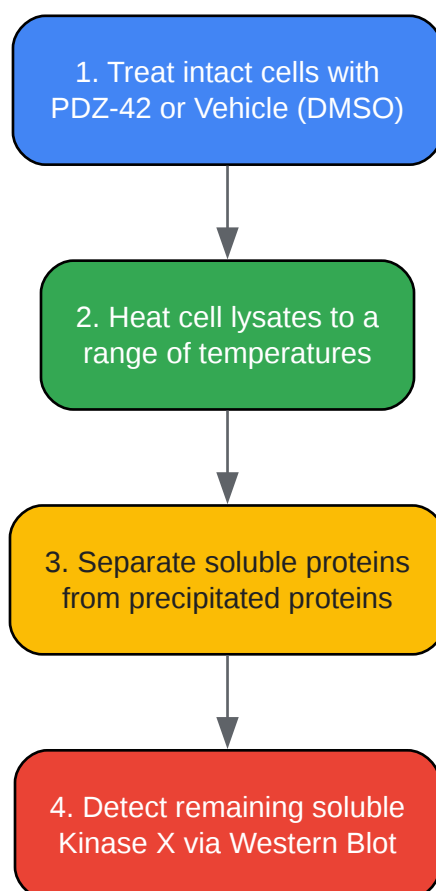 1. Treat intact cells with
PDZ-42 or Vehicle (DMSO)
2. Heat cell lysates to a
range of temperatures
3. Separate soluble proteins
from precipitated proteins
4. Detect remaining soluble
Kinase X via Western Blot